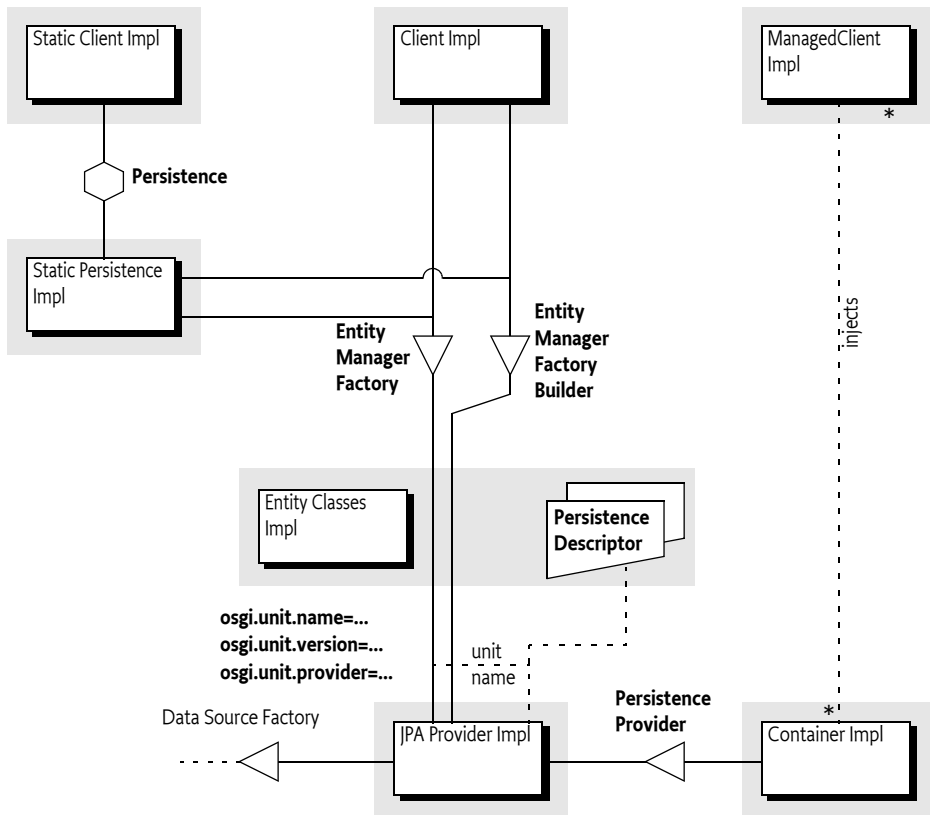 Static Client Impl
Client Impl
ManagedClient
Impl
*
Persistence
Static Persistence
Impl
injects
Entity
Manager
Factory
Entity
Manager
Factory
Builder
Entity Classes
Impl
Persistence
Descriptor
osgi.unit.name=...
osgi.unit.version=...
osgi.unit.provider=...
unit
name
Data Source Factory
JPA Provider Impl
Persistence
Provider
*
Container Impl